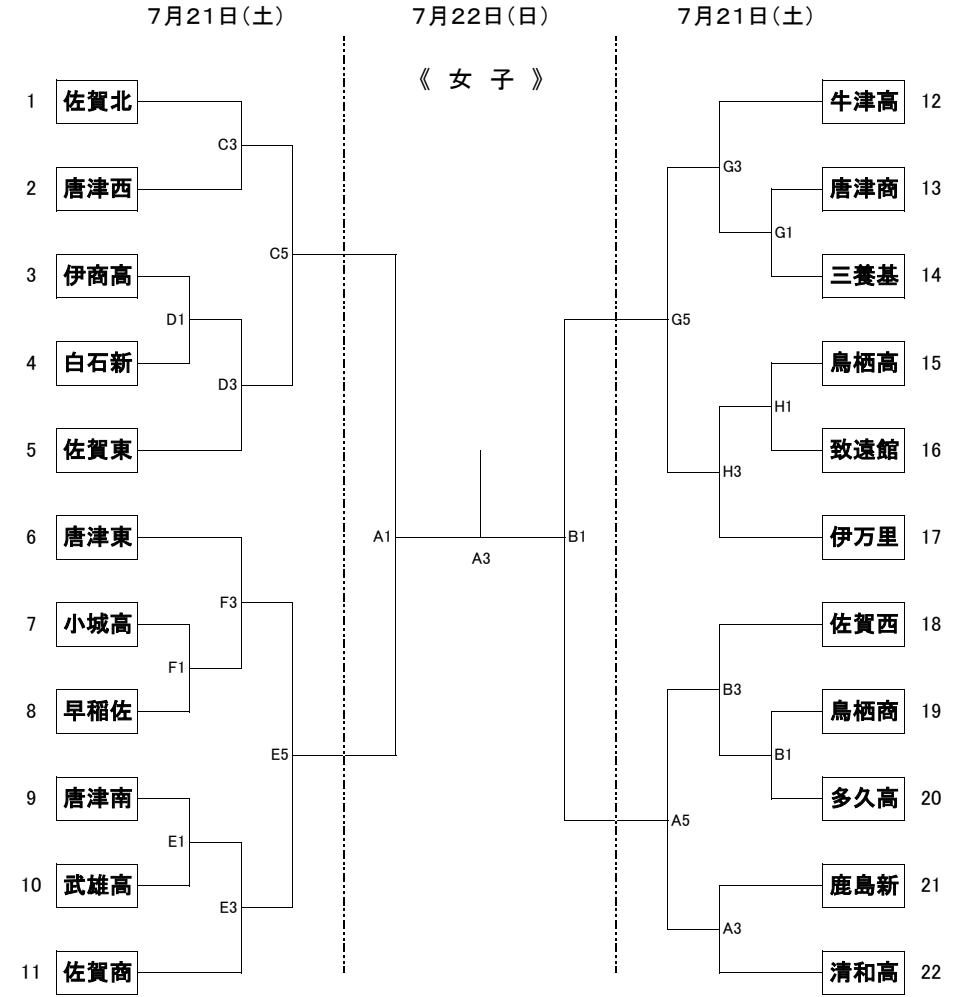 7月21日(土) 7月22日(日) 7月21日(土)
《 女 子 》
1 佐賀北
C3
2 唐津西
C5
3 伊商高
D1
4 白石新
D3
5 佐賀東
6 唐津東
F3
7 小城高
F1
8 早稲佐
E5
9 唐津南
E1
10 武雄高
E3
11 佐賀商
A1
A3
B1
牛津高 12
G3
唐津商 13
G1
三養基 14
G5
鳥栖高 15
H1
致遠館 16
H3
伊万里 17
佐賀西 18
B3
鳥栖商 19
B1
多久高 20
A5
鹿島新 21
A3
清和高 22